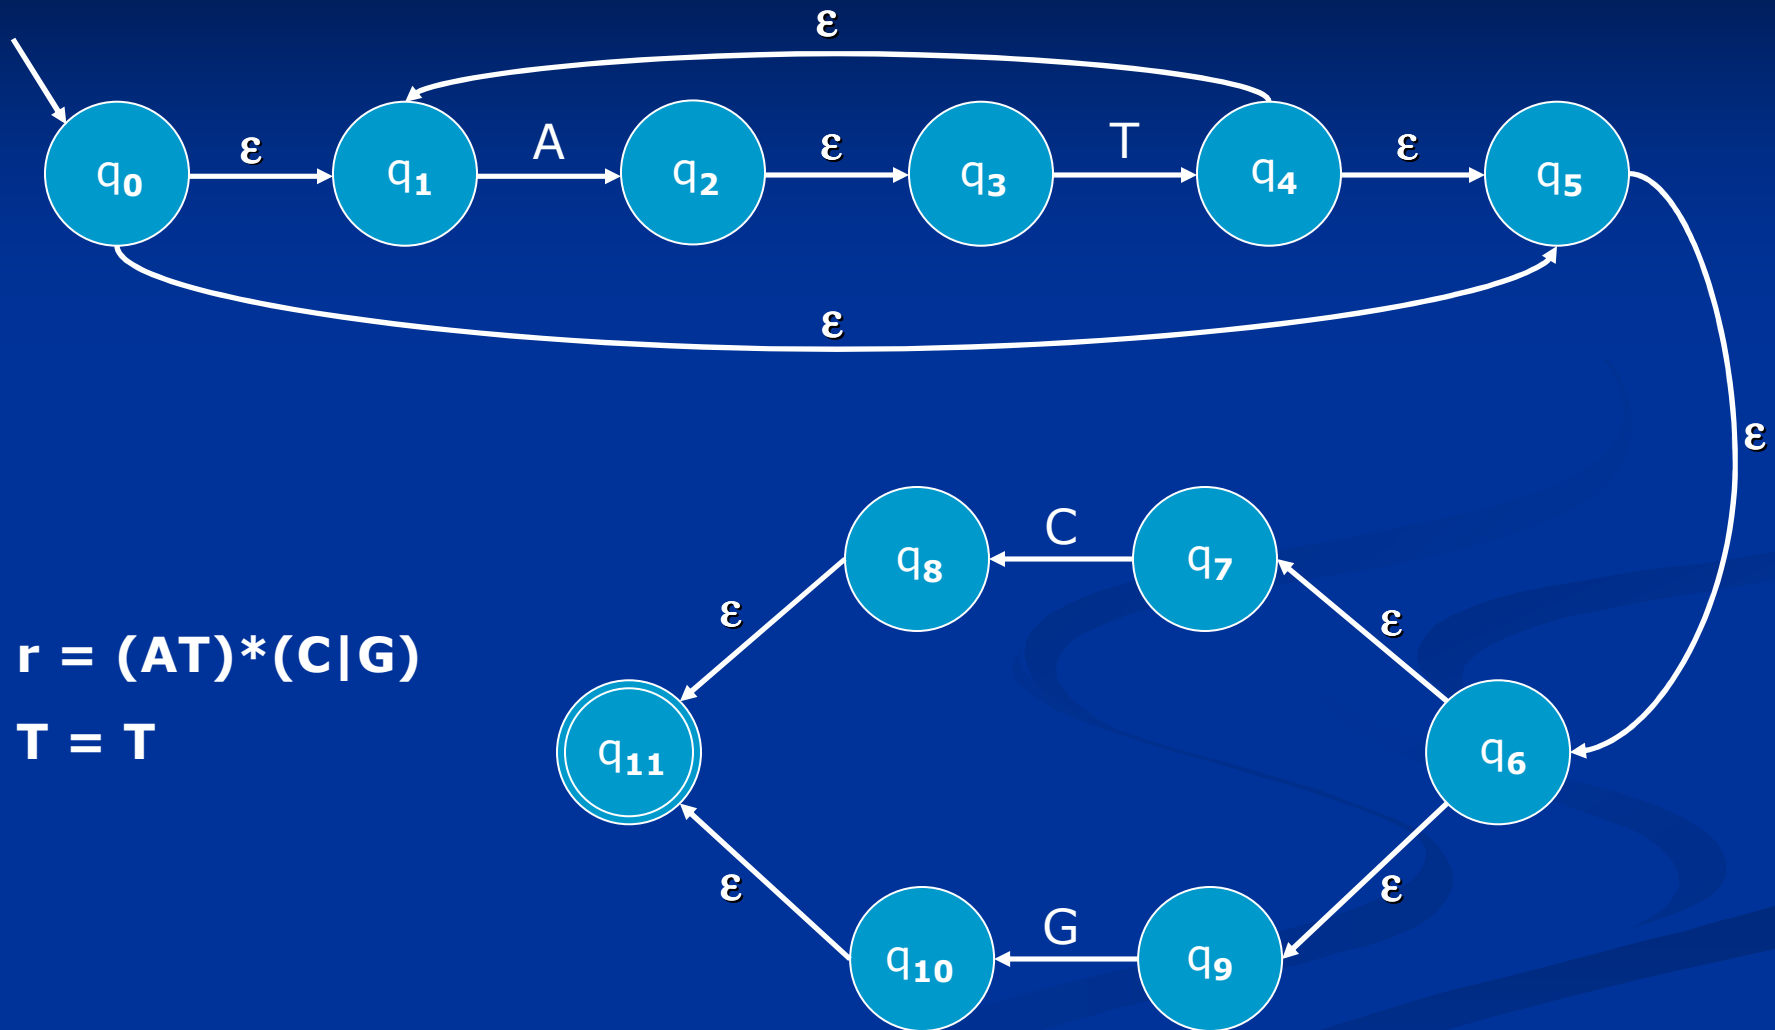 ε
q0 ε q1 A q2 ε q3 T q4 ε q5
ε
ε
q8 C q7
ε ε
r = (AT)*(C|G)
T = T
q11 q6
ε ε
q10 G q9